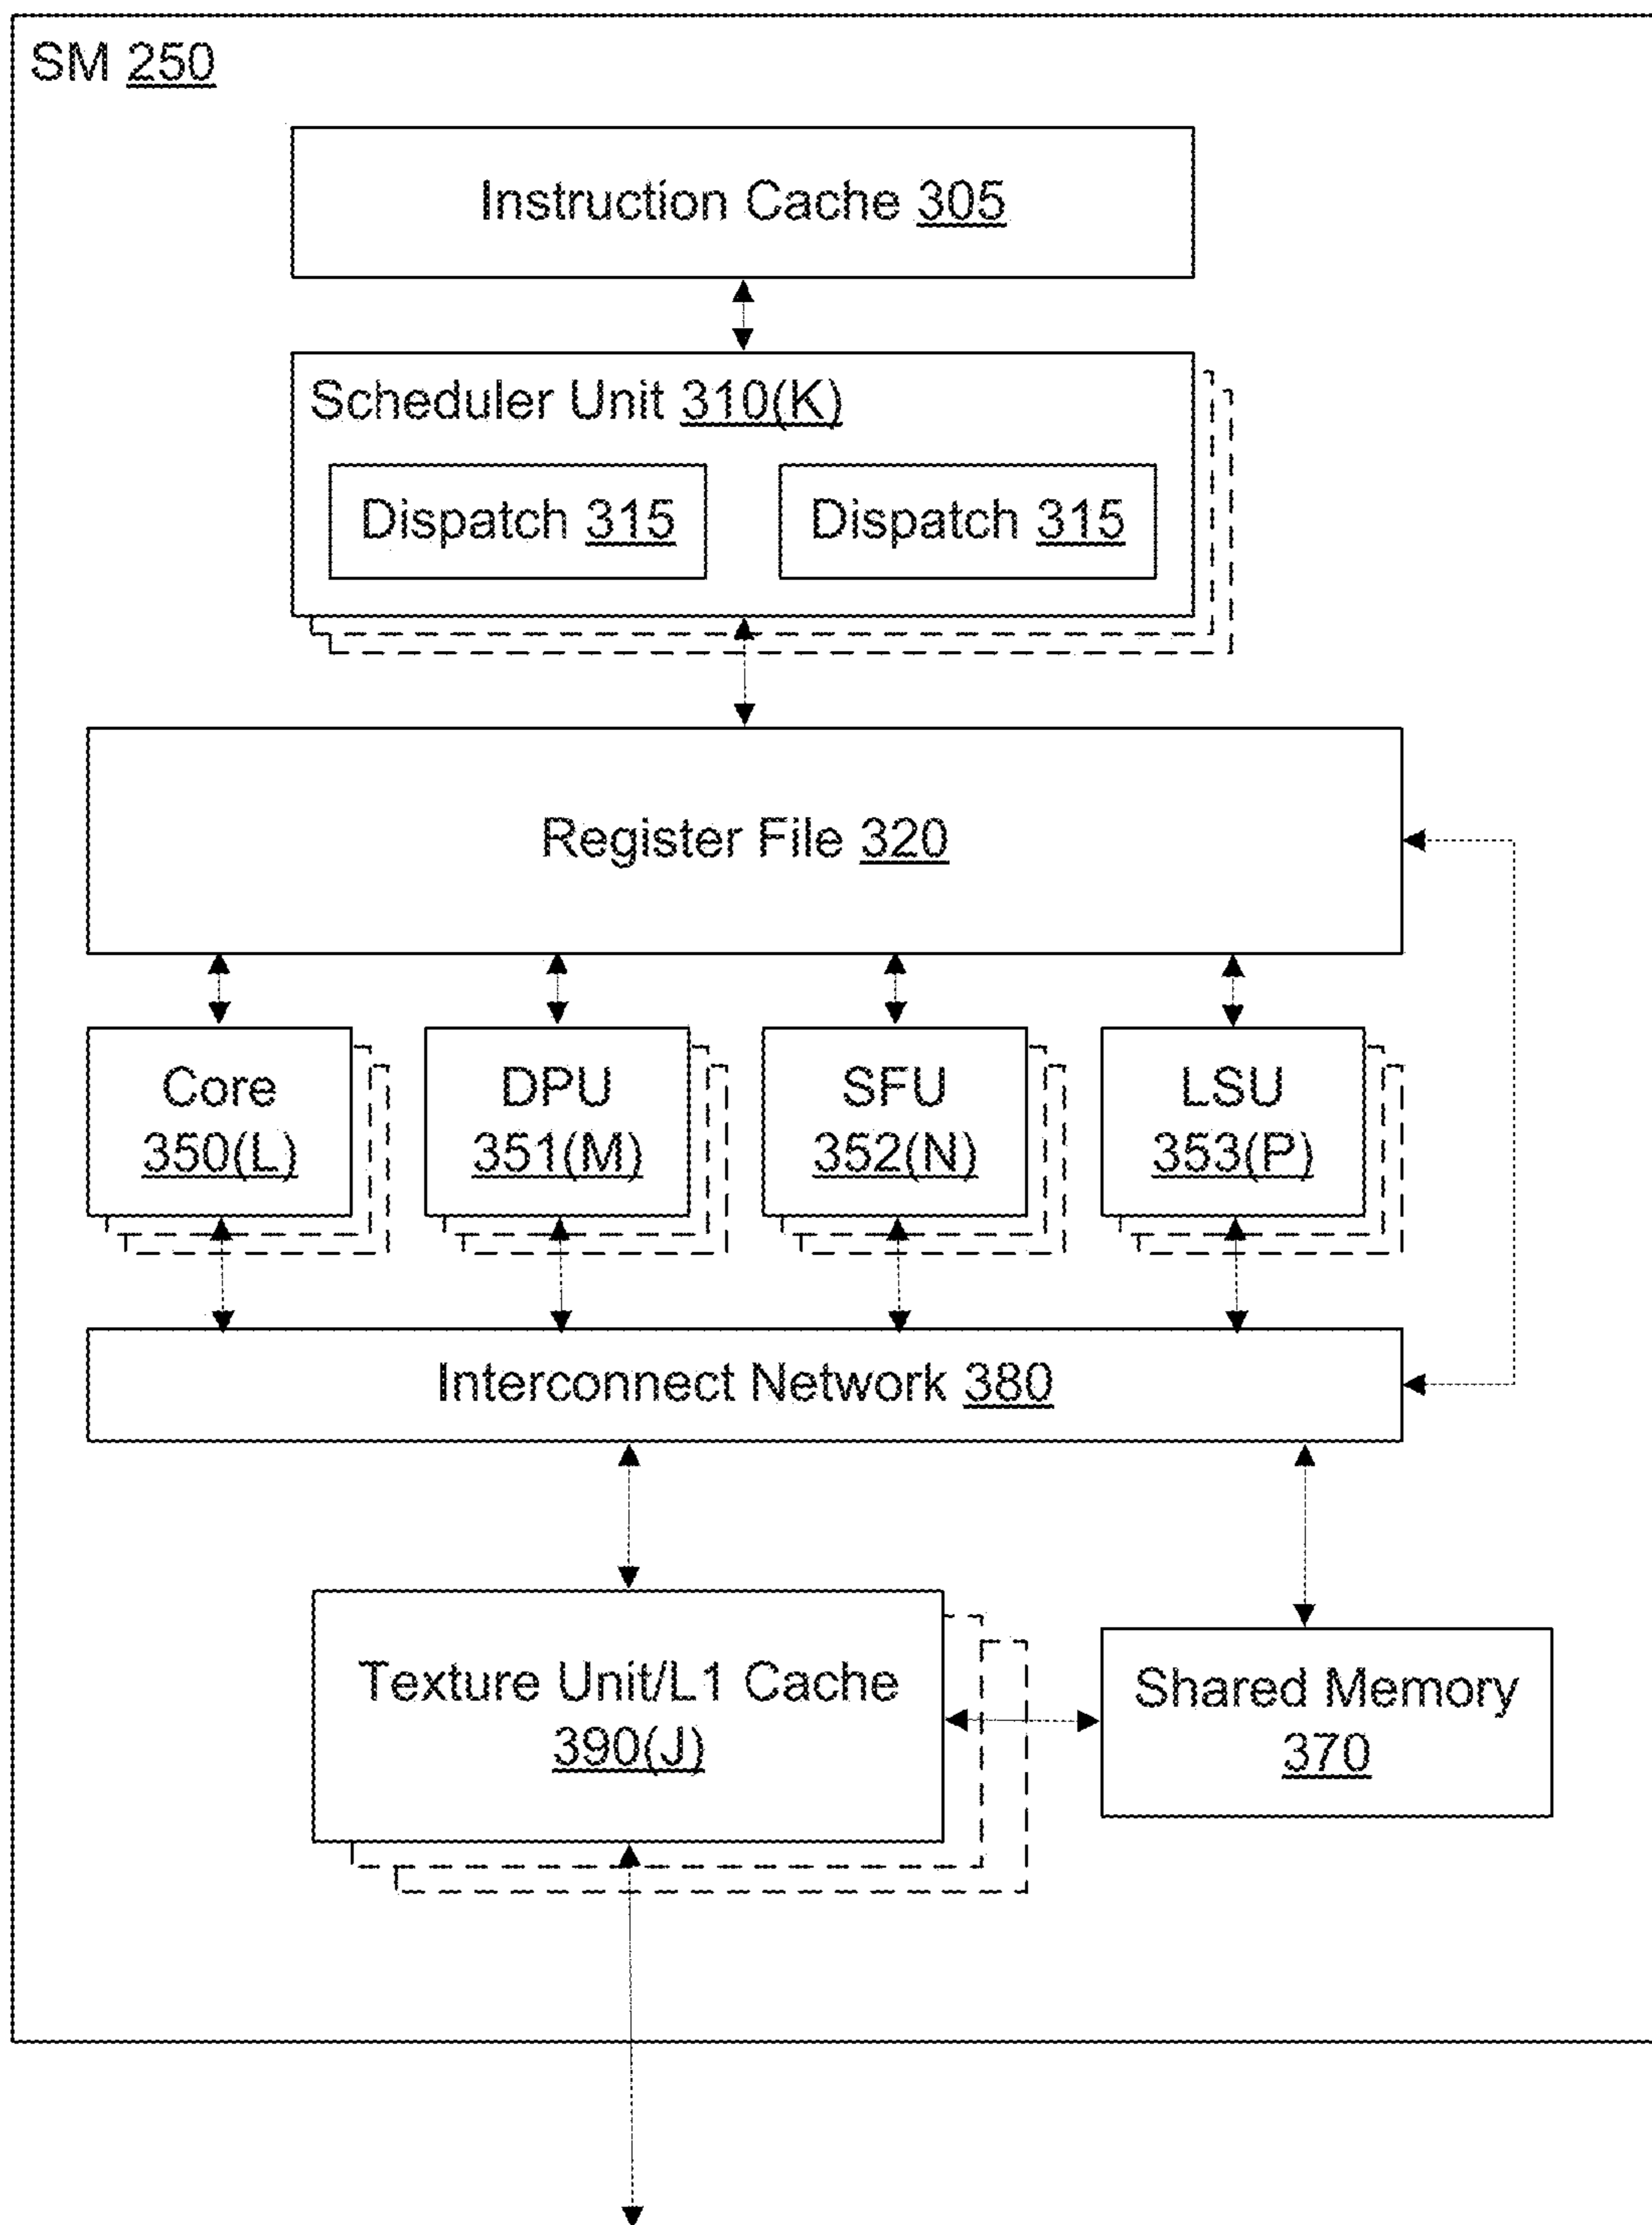 SM 250
Instruction Cache 305
Scheduler Unit 310(K)
Dispatch 315
Dispatch 315
Register File 320
Core
350(L)
DPU
351(M)
SFU
352(N)
LSU
353(P)
Interconnect Network 380
Texture Unit/L1 Cache
390(J)
Shared Memory
370